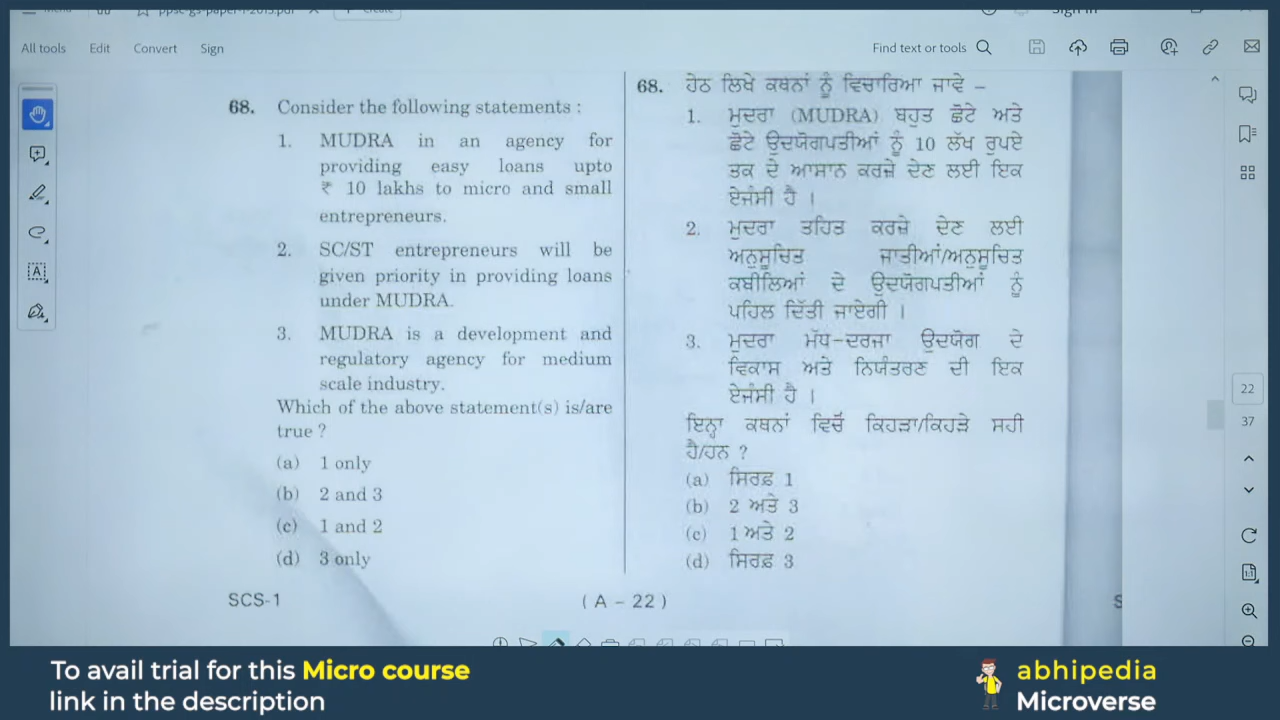 All tools
Edit
Convert
Sign
Find text or tools
68. Consider the following statements :
1. MUDRA in an agency for
providing easy loans upto
₹ 10 lakhs to micro and small
entrepreneurs.
2. SC/ST entrepreneurs will be
given priority in providing loans
under MUDRA.
3. MUDRA is a development and
regulatory agency for medium
scale industry.
Which of the above statement(s) is/are
true ?
(a) 1 only
(b) 2 and 3
(c) 1 and 2
(d) 3 only
68. ਹੇਠ ਲਿਖੇ ਕਥਨਾਂ ਨੂੰ ਵਿਚਾਰਿਆ ਜਾਵੇ –
1. ਮੁਦਰਾ (MUDRA) ਬਹੁਤ ਛੋਟੇ ਅਤੇ
ਛੋਟੇ ਉਦਯੋਗਪਤੀਆਂ ਨੂੰ 10 ਲੱਖ ਰੁਪਏ
ਤਕ ਦੇ ਆਸਾਨ ਕਰਜ਼ੇ ਦੇਣ ਲਈ ਇਕ
ਏਜੰਸੀ ਹੈ ।
2. ਮੁਦਰਾ ਤਹਿਤ ਕਰਜ਼ੇ ਦੇਣ ਲਈ
ਅਨੁਸੂਚਿਤ ਜਾਤੀਆਂ/ਅਨੁਸੂਚਿਤ
ਕਬੀਲਿਆਂ ਦੇ ਉਦਯੋਗਪਤੀਆਂ ਨੂੰ
ਪਹਿਲ ਦਿੱਤੀ ਜਾਏਗੀ ।
3. ਮੁਦਰਾ ਮੱਧ-ਦਰਜਾ ਉਦਯੋਗ ਦੇ
ਵਿਕਾਸ ਅਤੇ ਨਿਯੰਤਰਣ ਦੀ ਇਕ
ਏਜੰਸੀ ਹੈ ।
ਇਨ੍ਹਾ ਕਥਨਾਂ ਵਿਚੋਂ ਕਿਹੜਾ/ਕਿਹੜੇ ਸਹੀ
ਹੈ/ਹਨ ?
(a) ਸਿਰਫ਼ 1
(b) 2 ਅਤੇ 3
(c) 1 ਅਤੇ 2
(d) ਸਿਰਫ਼ 3
SCS-1
( A – 22 )
22
37
To avail trial for this Micro course
link in the description
abhipedia
Microverse